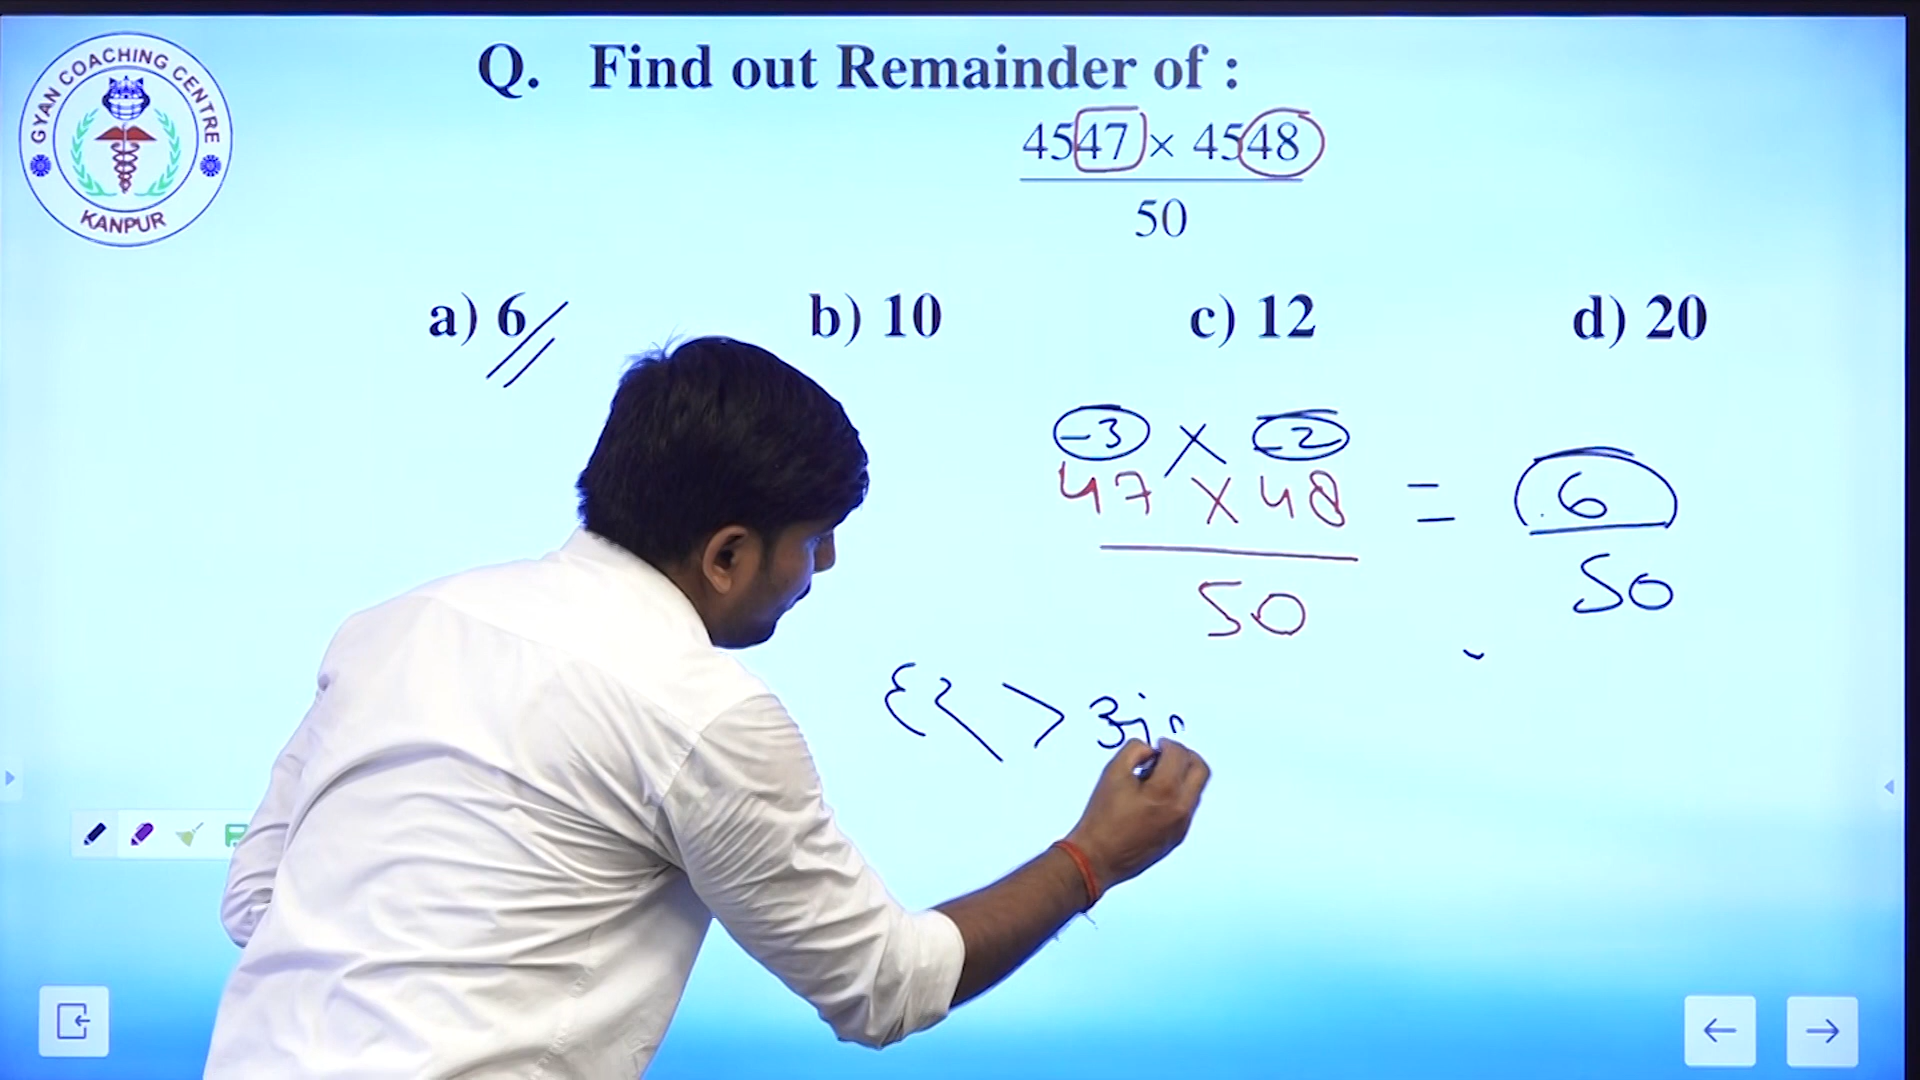 GYAN COACHING CENTRE
KANPUR
Q. Find out Remainder of :
4547 × 4548
50
a) 6
b) 10
c) 12
d) 20
-3 × -2
47 × 48 = 6
50 50